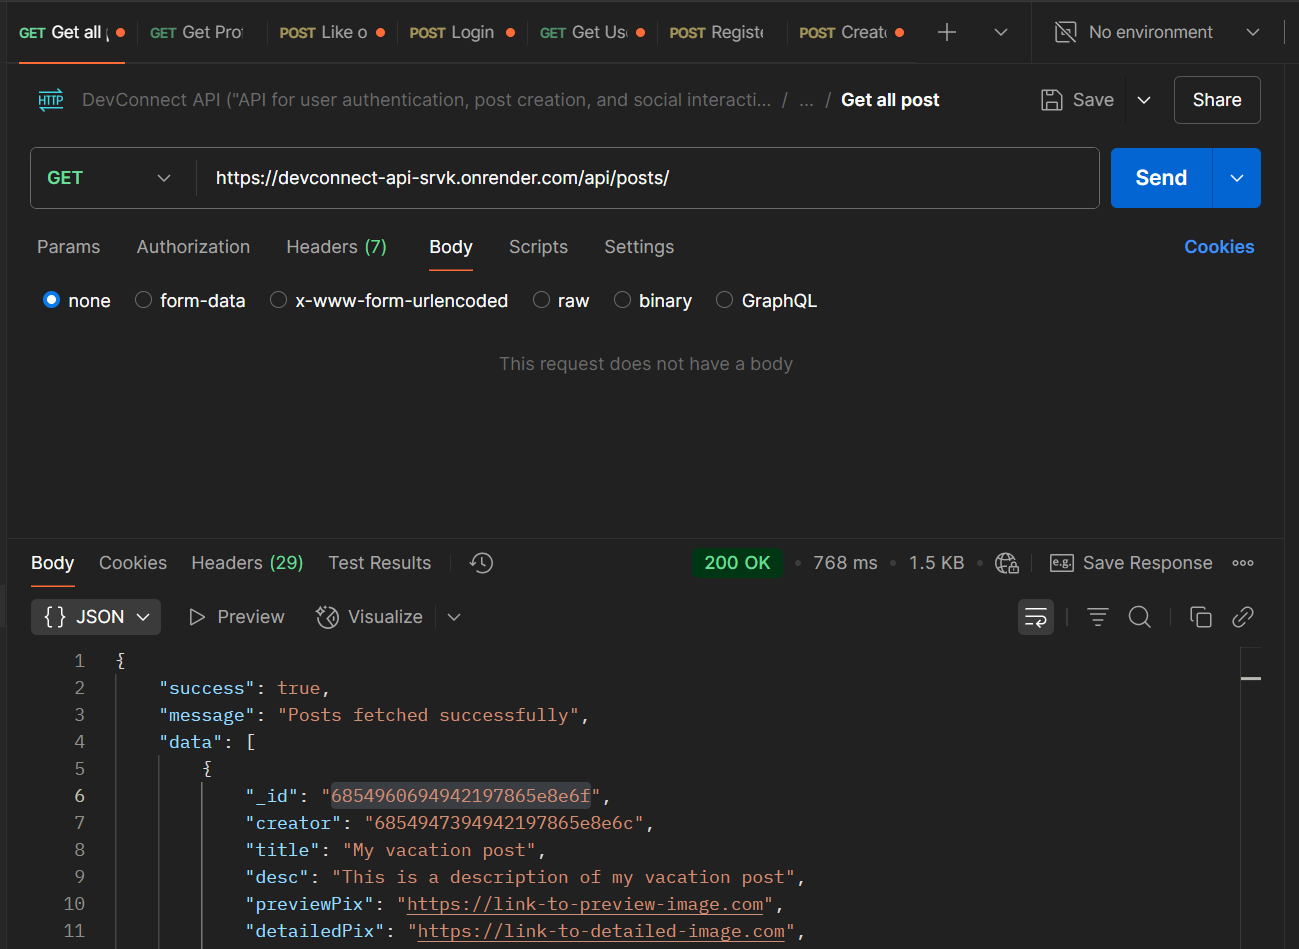 GET Get all GET Get Pro POST Like o POST Login GET Get Us POST Registe POST Create No environment
HTTP DevConnect API ("API for user authentication, post creation, and social interacti... / ... / Get all post Save Share
GET https://devconnect-api-srvk.onrender.com/api/posts/ Send
Params Authorization Headers (7) Body Scripts Settings Cookies
none form-data x-www-form-urlencoded raw binary GraphQL
This request does not have a body
Body Cookies Headers (29) Test Results 200 OK • 768 ms • 1.5 KB • e.g. Save Response
{} JSON Preview Visualize
1 {
2 "success": true,
3 "message": "Posts fetched successfully",
4 "data": [
5 {
6 "_id": "6854960694942197865e8e6f",
7 "creator": "6854947394942197865e8e6c",
8 "title": "My vacation post",
9 "desc": "This is a description of my vacation post",
10 "previewPix": "https://link-to-preview-image.com",
11 "detailedPix": "https://link-to-detailed-image.com",